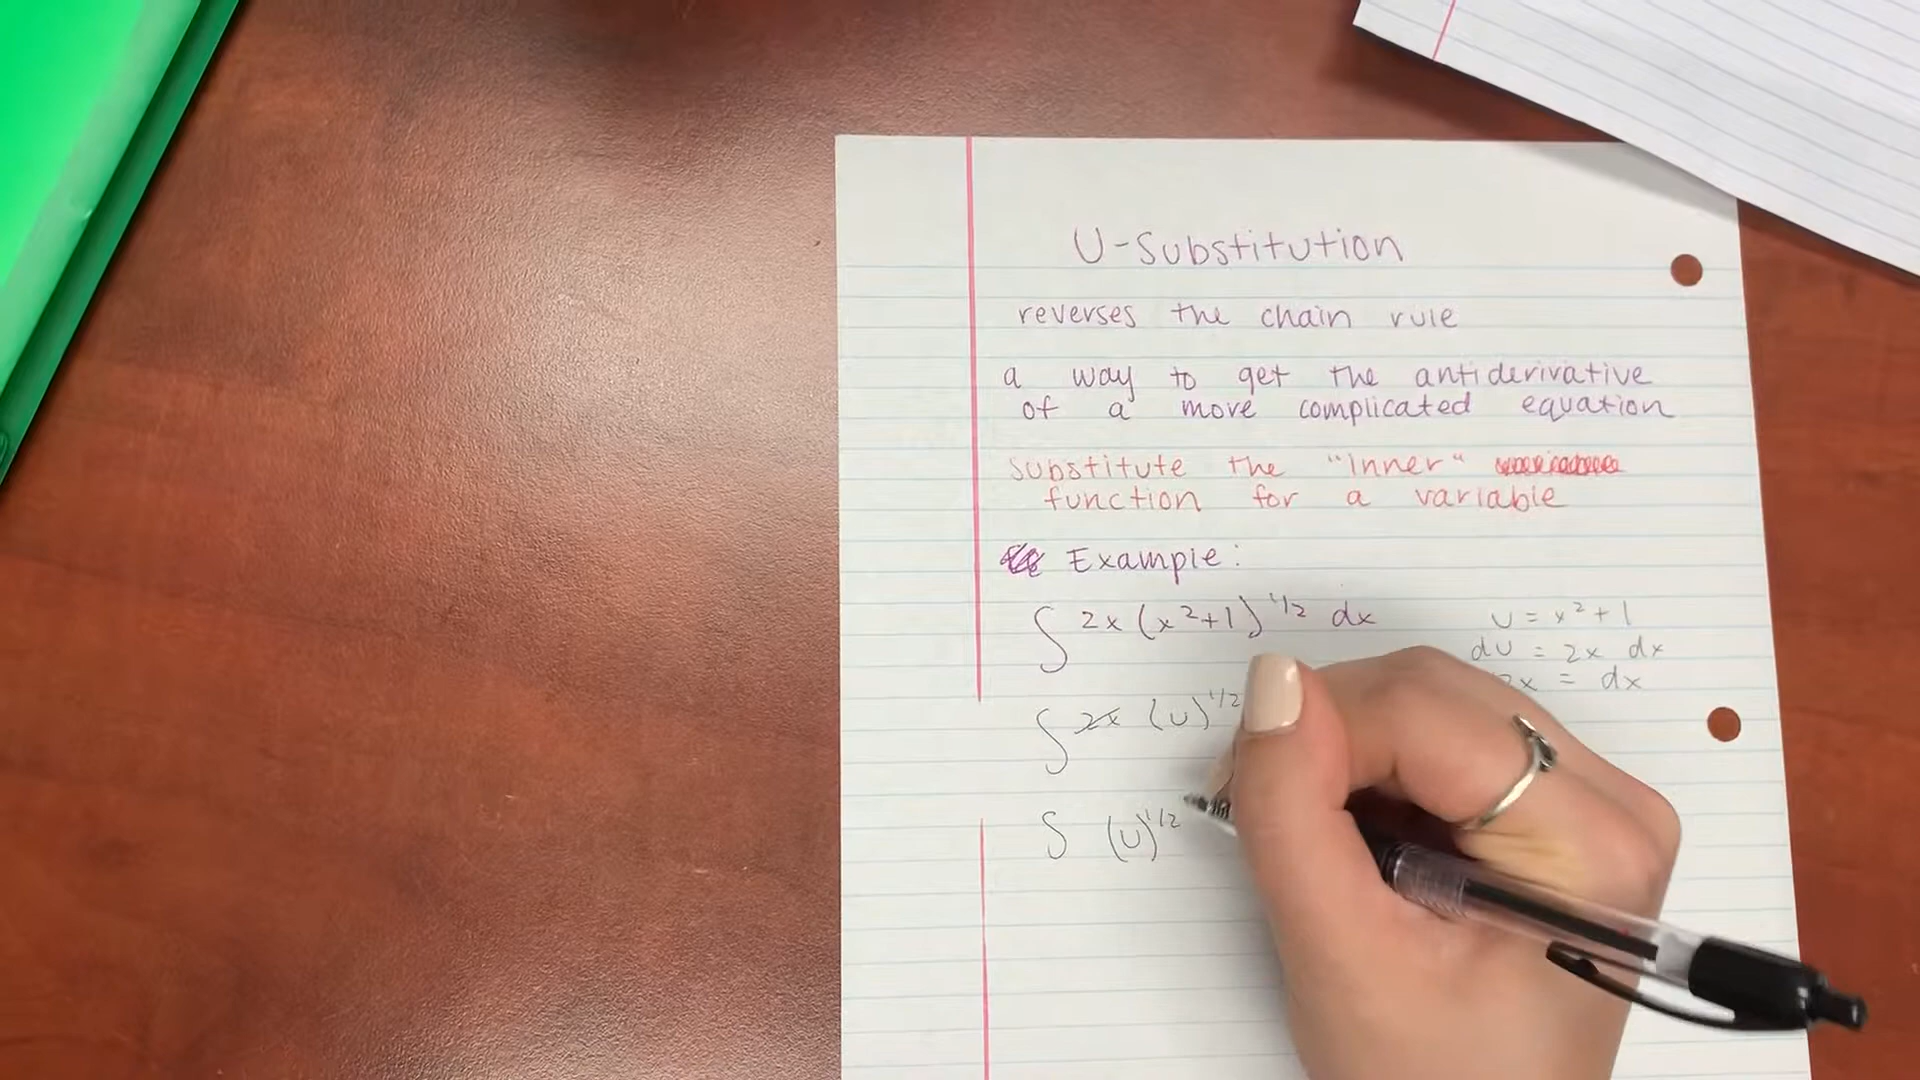 U-Substitution
reverses the chain rule
a way to get the antiderivative
of a more complicated equation
substitute the "inner"
function for a variable
Example:
∫ 2x (x²+1)^1/2 dx
u = x²+1
du = 2x dx
2x = dx
∫ 2x (u)^1/2
∫ (u)^1/2